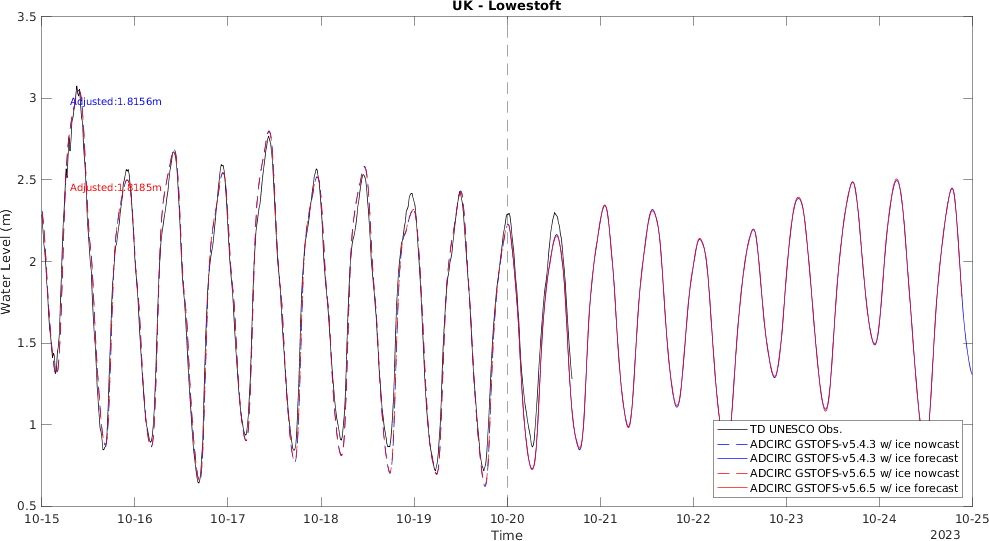 UK - Lowestoft
3.5
3
2.5
2
1.5
1
0.5
Water Level (m)
Adjusted:1.8156m
Adjusted:1.8185m
TD UNESCO Obs.
ADCIRC GSTOFS-v5.4.3 w/ ice nowcast
ADCIRC GSTOFS-v5.4.3 w/ ice forecast
ADCIRC GSTOFS-v5.6.5 w/ ice nowcast
ADCIRC GSTOFS-v5.6.5 w/ ice forecast
10-15 10-16 10-17 10-18 10-19 10-20 10-21 10-22 10-23 10-24 10-25
Time
2023